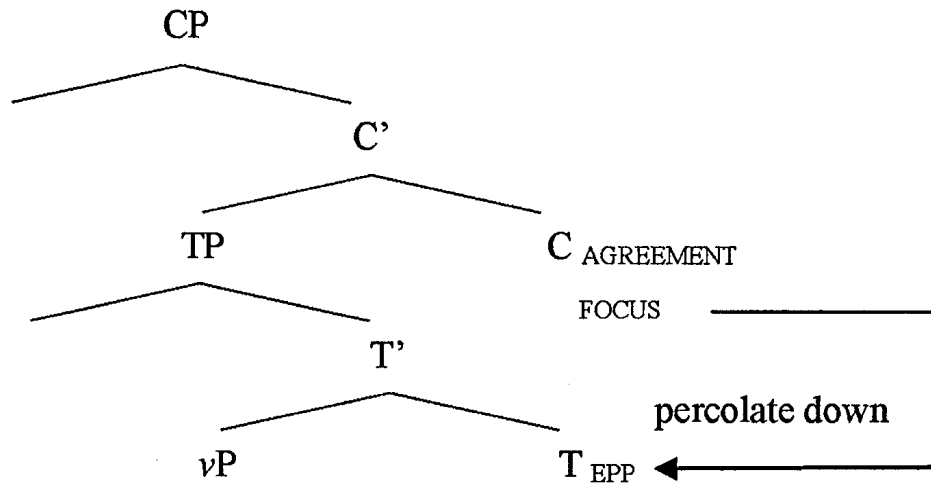 CP
C’
TP C AGREEMENT
FOCUS
T’
percolate down
vP T EPP